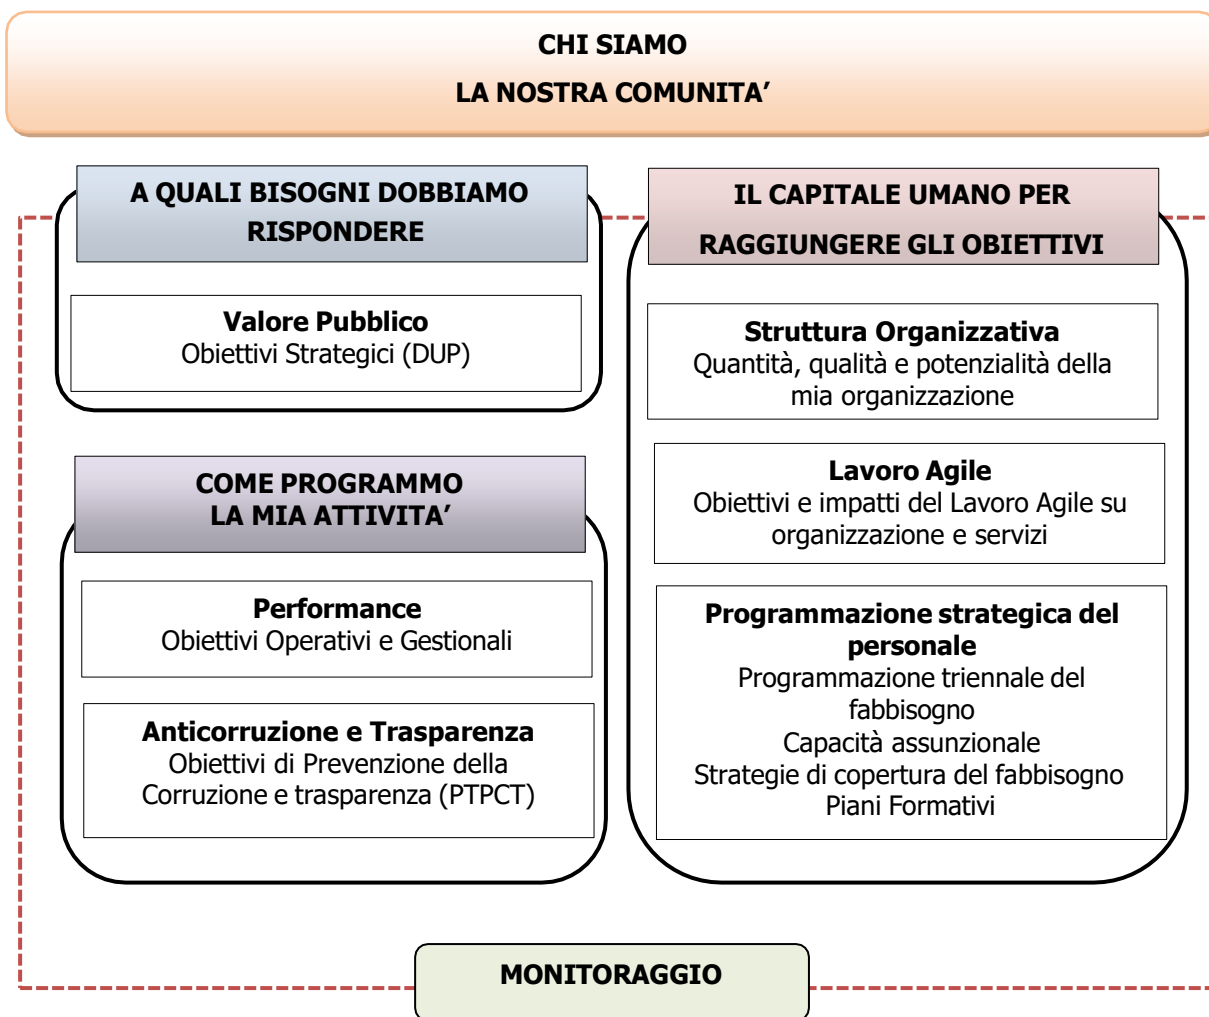 CHI SIAMO
LA NOSTRA COMUNITA’
A QUALI BISOGNI DOBBIAMO
RISPONDERE
Valore Pubblico
Obiettivi Strategici (DUP)
COME PROGRAMMO
LA MIA ATTIVITA’
Performance
Obiettivi Operativi e Gestionali
Anticorruzione e Trasparenza
Obiettivi di Prevenzione della
Corruzione e trasparenza (PTPCT)
IL CAPITALE UMANO PER
RAGGIUNGERE GLI OBIETTIVI
Struttura Organizzativa
Quantità, qualità e potenzialità della
mia organizzazione
Lavoro Agile
Obiettivi e impatti del Lavoro Agile su
organizzazione e servizi
Programmazione strategica del
personale
Programmazione triennale del
fabbisogno
Capacità assunzionale
Strategie di copertura del fabbisogno
Piani Formativi
MONITORAGGIO